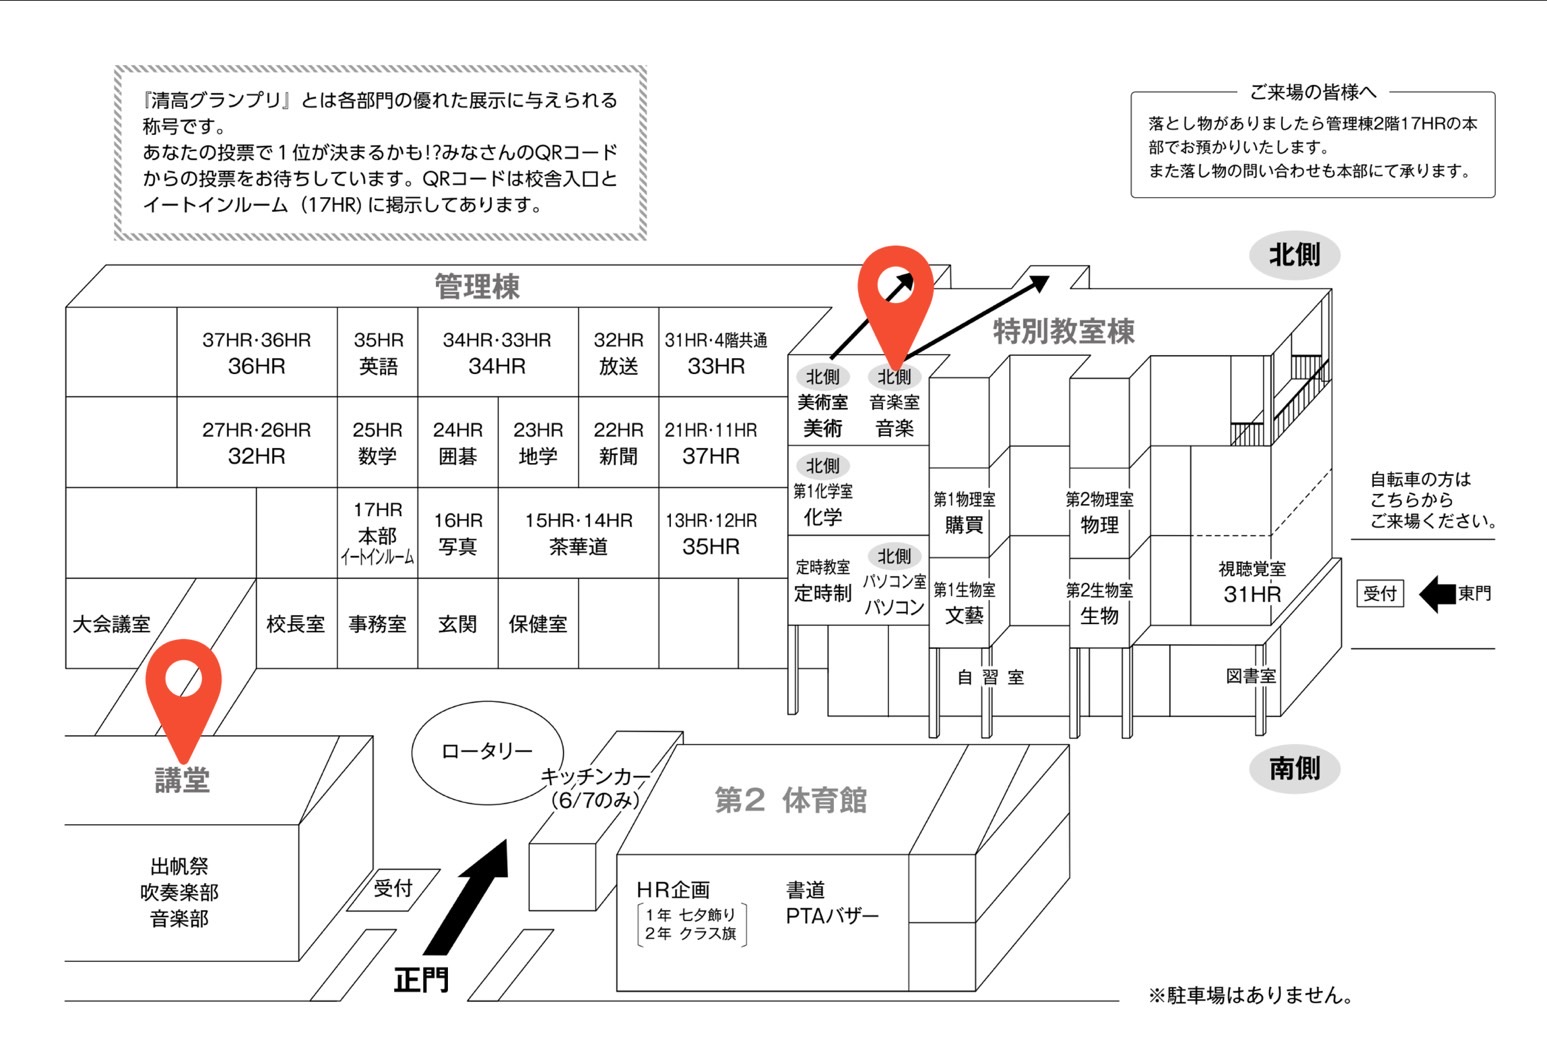 『清高グランプリ』とは各部門の優れた展示に与えられる
称号です。
あなたの投票で１位が決まるかも!?みなさんのQRコード
からの投票をお待ちしています。QRコードは校舎入口と
イートインルーム（17HR) に掲示してあります。
ご来場の皆様へ
落とし物がありましたら管理棟2階17HRの本
部でお預かりいたします。
また落し物の問い合わせも本部にて承ります。
北側
管理棟
特別教室棟
37HR·36HR
36HR
35HR
英語
34HR·33HR
34HR
32HR
放送
31HR·4階共通
33HR
北側
美術室
美術
北側
音楽室
音楽
27HR·26HR
32HR
25HR
数学
24HR
囲碁
23HR
地学
22HR
新聞
21HR·11HR
37HR
北側
第1化学室
化学
第1物理室
購買
第2物理室
物理
自転車の方は
こちらから
ご来場ください。
17HR
本部
イートインルーム
16HR
写真
15HR·14HR
茶華道
13HR·12HR
35HR
定時教室
定時制
北側
パソコン室
パソコン
第1生物室
文藝
第2生物室
生物
視聴覚室
31HR
受付
東門
大会議室
校長室
事務室
玄関
保健室
自習室
図書室
南側
講堂
ロータリー
キッチンカー
(6/7のみ)
第2 体育館
出帆祭
吹奏楽部
音楽部
受付
正門
HR企画
1年 七夕飾り
2年 クラス旗
書道
PTAバザー
※駐車場はありません。